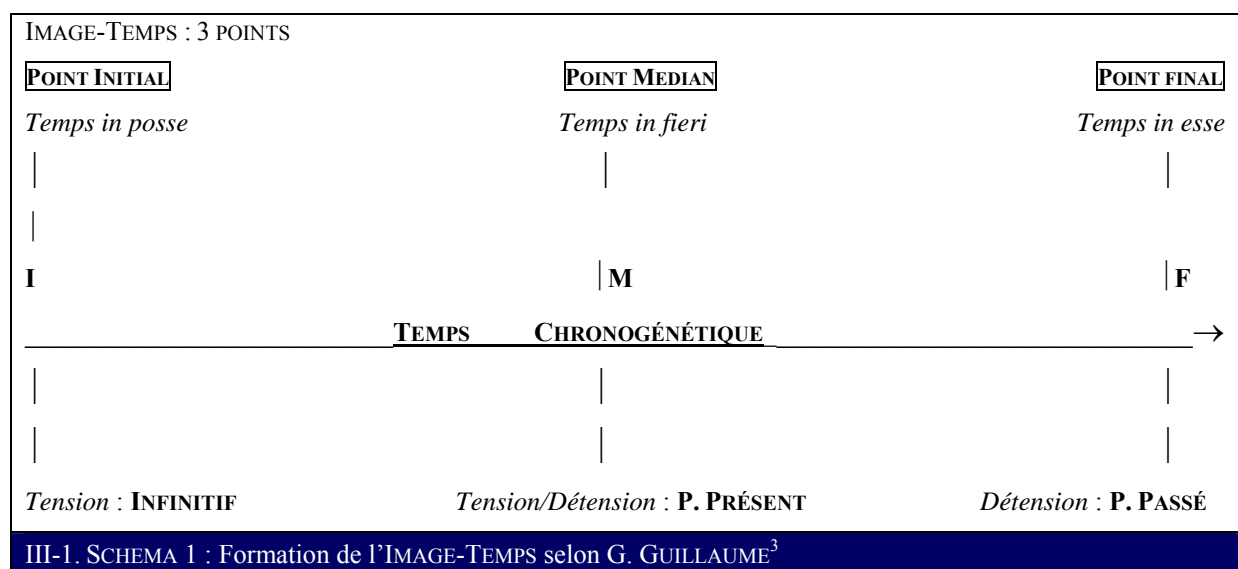 IMAGE-TEMPS : 3 POINTS
POINT INITIAL POINT MEDIAN POINT FINAL
Temps in posse Temps in fieri Temps in esse
I M F
TEMPS CHRONOGÉNÉTIQUE →
Tension : INFINITIF Tension/Détension : P. PRÉSENT Détension : P. PASSÉ
III-1. SCHEMA 1 : Formation de l’IMAGE-TEMPS selon G. GUILLAUME3